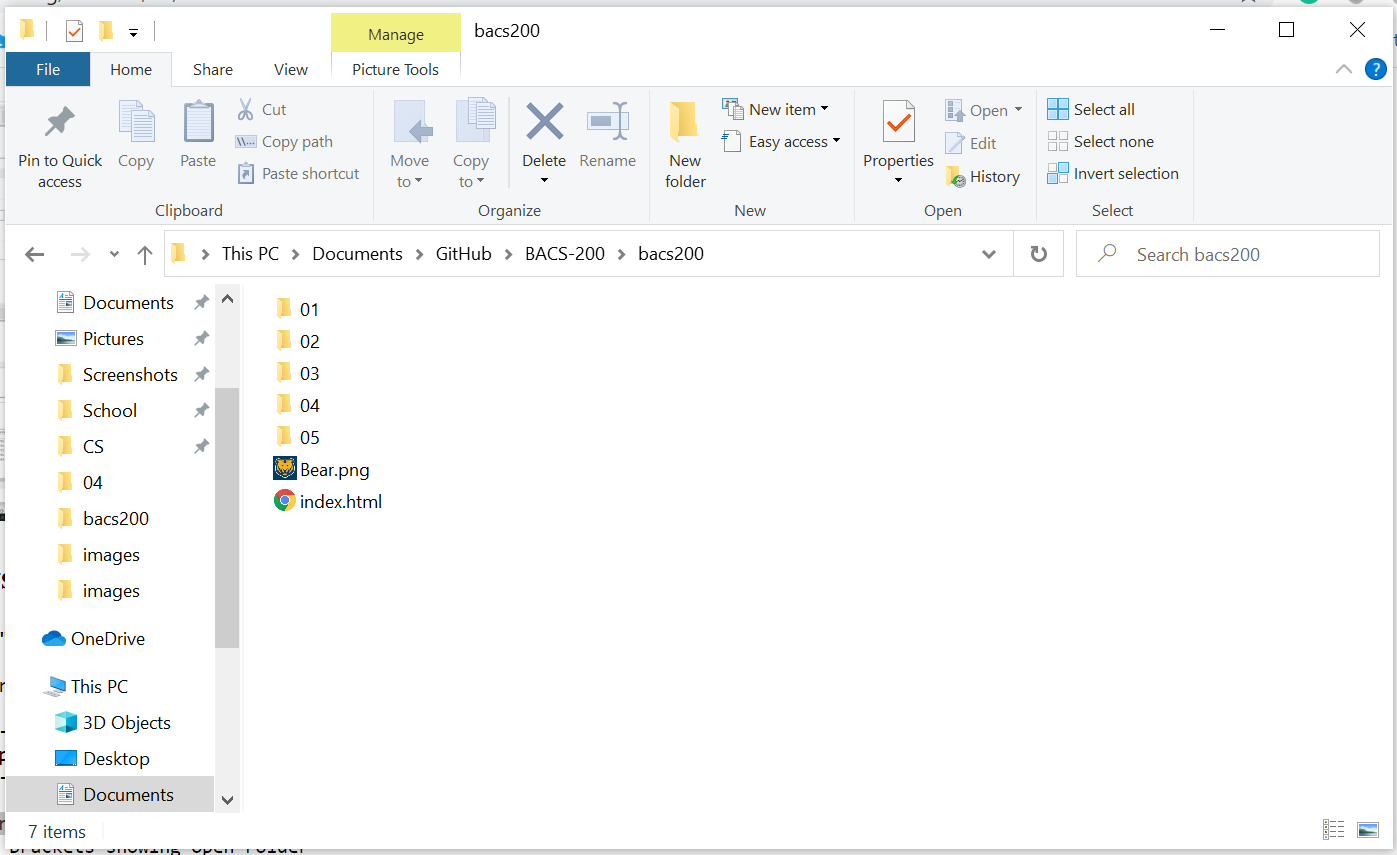 Manage
bacs200
File
Home
Share
View
Picture Tools
?
Pin to Quick access
Copy
Paste
Cut
Copy path
Paste shortcut
Clipboard
Move to
Copy to
Delete
Rename
Organize
New folder
New item
Easy access
New
Properties
Open
Edit
History
Open
Select all
Select none
Invert selection
Select
This PC > Documents > GitHub > BACS-200 > bacs200
Search bacs200
Documents
Pictures
Screenshots
School
CS
04
bacs200
images
images
OneDrive
This PC
3D Objects
Desktop
Documents
01
02
03
04
05
Bear.png
index.html
7 items